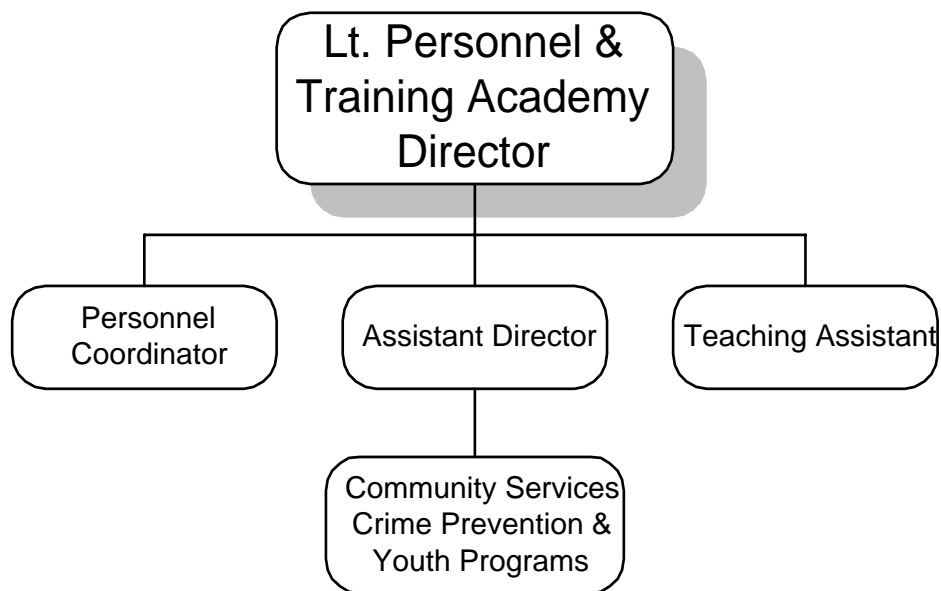 Lt. Personnel &
Training Academy
Director
Personnel
Coordinator
Assistant Director
Teaching Assistant
Community Services
Crime Prevention &
Youth Programs